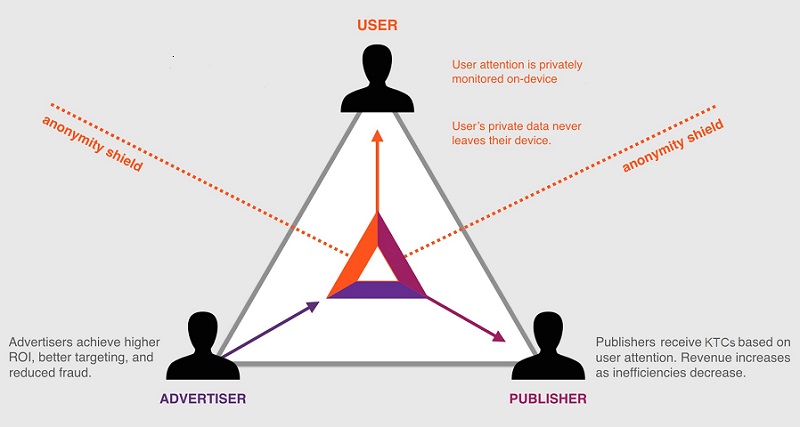 USER
User attention is privately
monitored on-device
User's private data never
leaves their device.
anonymity shield
anonymity shield
Advertisers achieve higher
ROI, better targeting, and
reduced fraud.
Publishers receive KTCs based on
user attention. Revenue increases
as inefficiencies decrease.
ADVERTISER
PUBLISHER